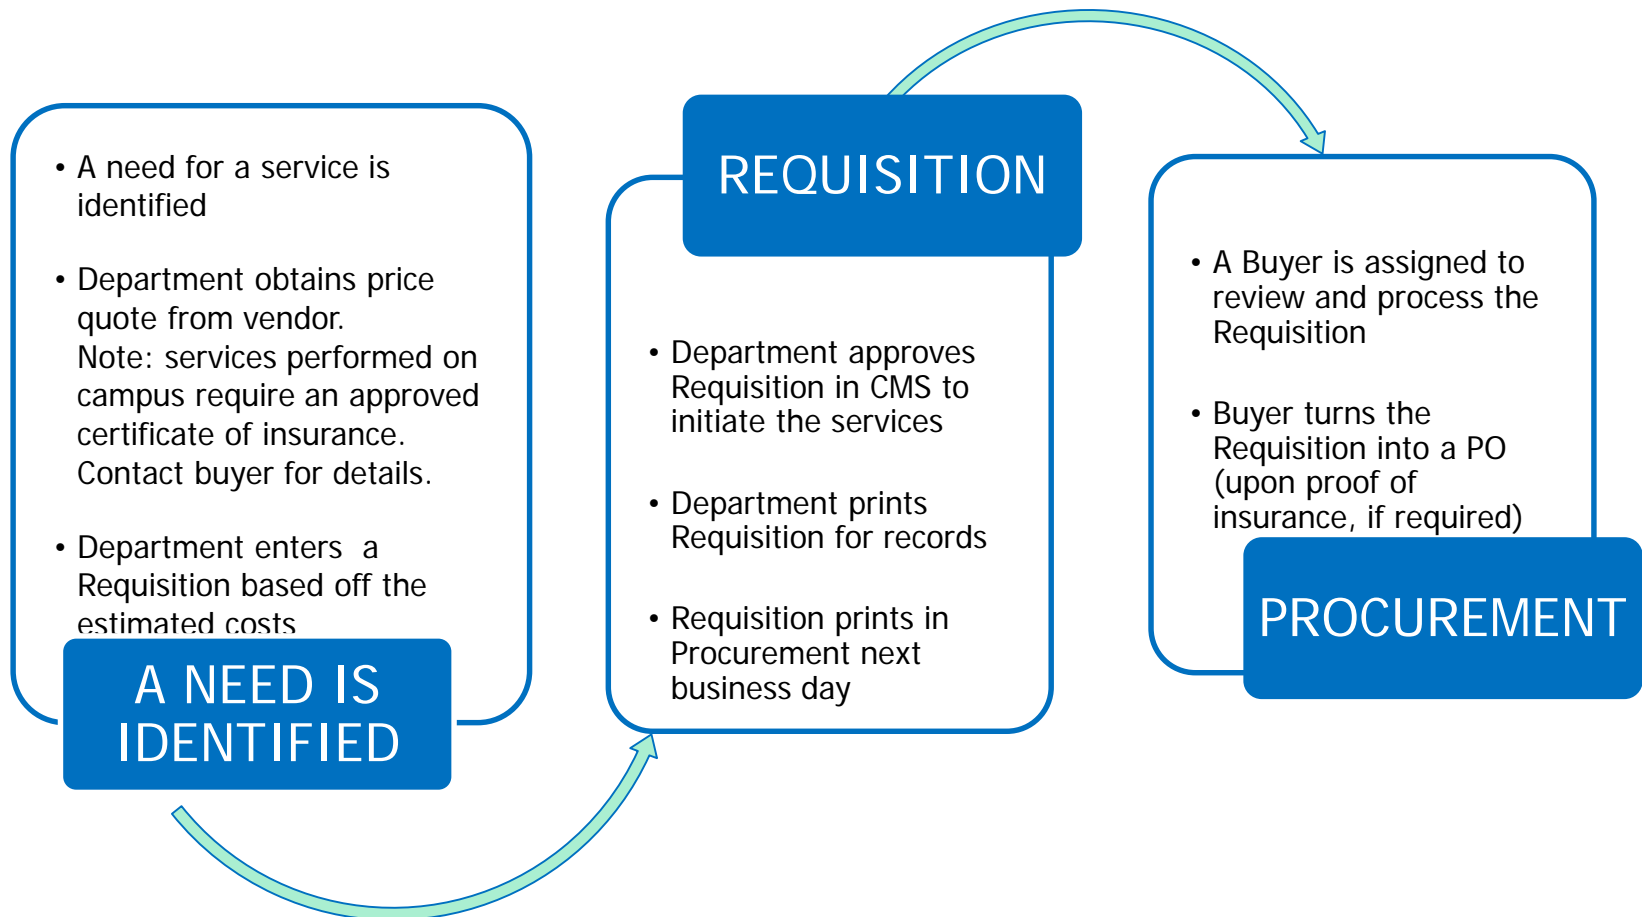 • A need for a service is
identified
• Department obtains price
quote from vendor.
Note: services performed on
campus require an approved
certificate of insurance.
Contact buyer for details.
• Department enters  a
Requisition based off the
estimated costs
A NEED IS
IDENTIFIED
REQUISITION
• Department approves
Requisition in CMS to
initiate the services
• Department prints
Requisition for records
• Requisition prints in
Procurement next
business day
• A Buyer is assigned to
review and process the
Requisition
• Buyer turns the
Requisition into a PO
(upon proof of
insurance, if required)
PROCUREMENT